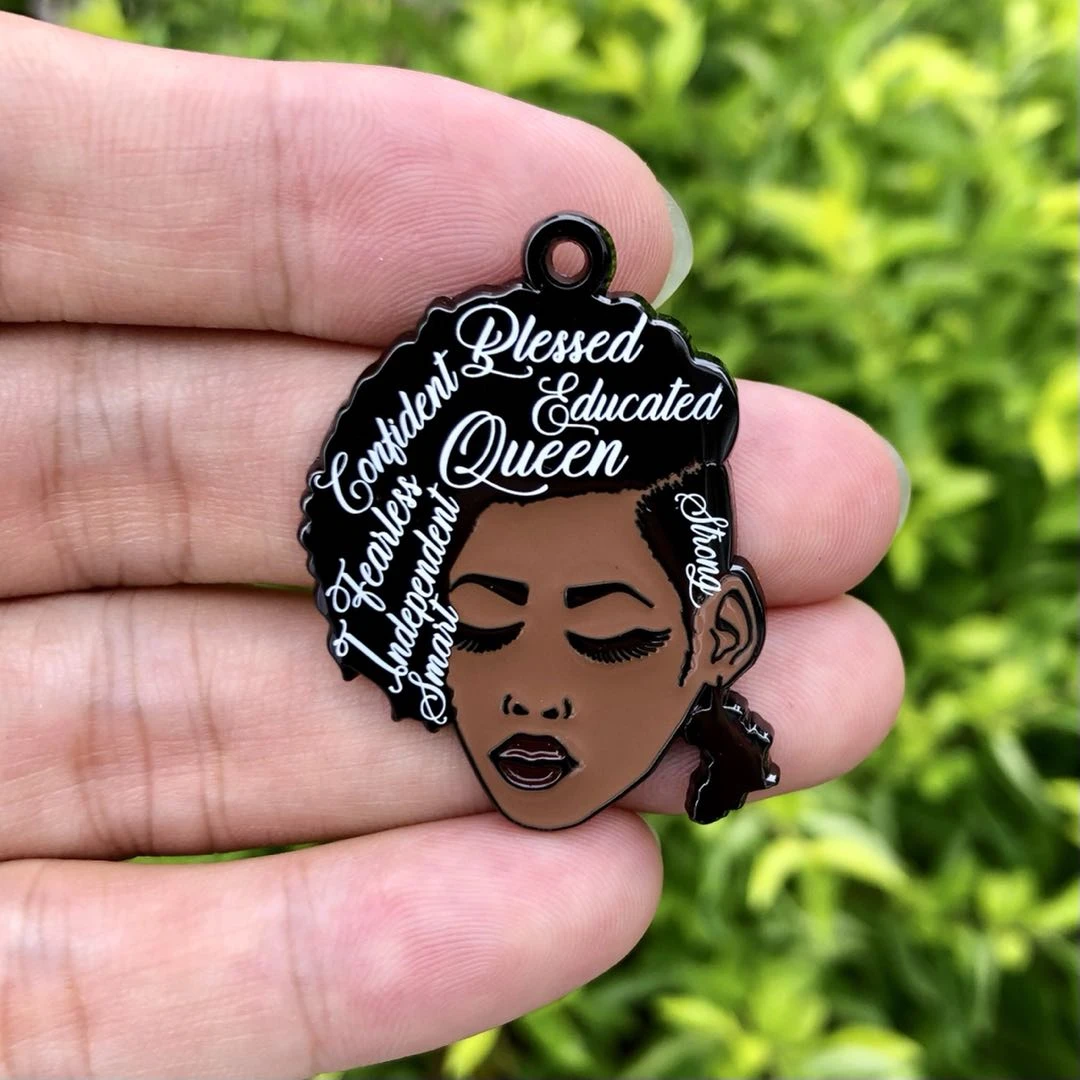 Blessed
Educated
Queen
Confident
Fearless
Independent
Smart
Strong